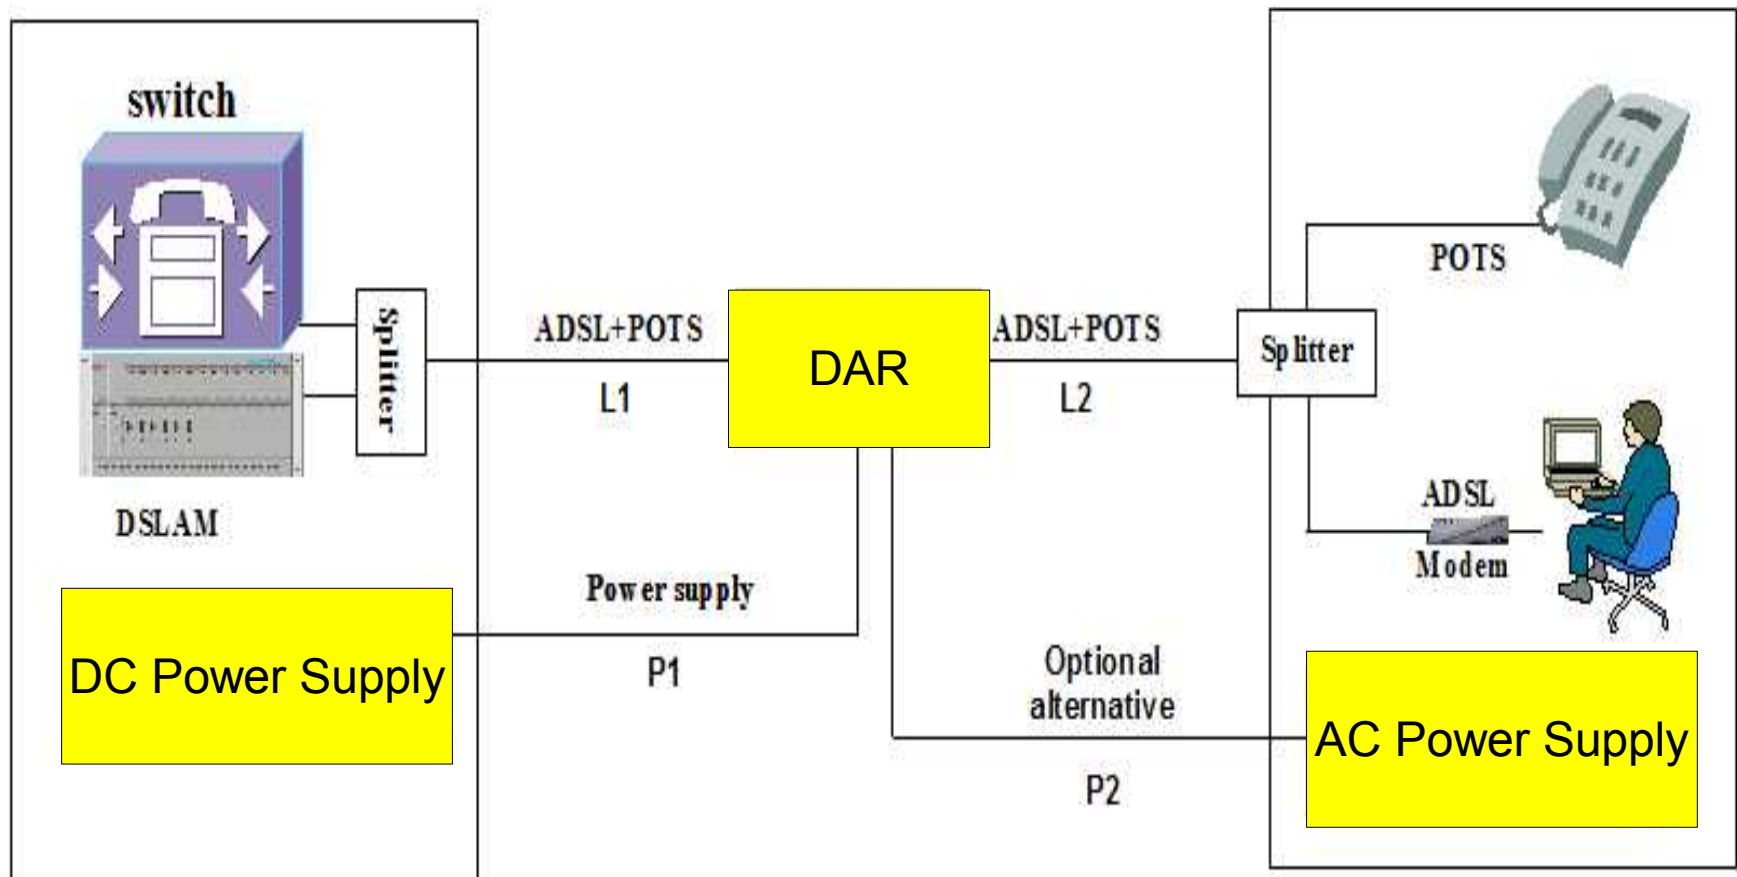 switch
Splitter
DSLAM
ADSL+POTS
L1
DAR
ADSL+POTS
L2
Splitter
POTS
ADSL
Modem
DC Power Supply
Power supply
P1
Optional
alternative
P2
AC Power Supply